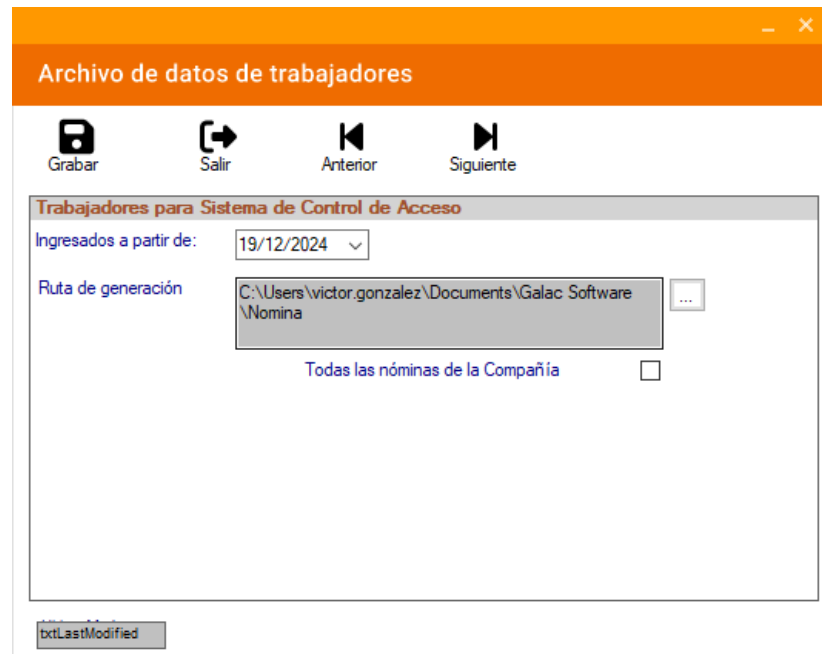 Archivo de datos de trabajadores
Grabar Salir Anterior Siguiente
Trabajadores para Sistema de Control de Acceso
Ingresados a partir de: 19/12/2024
Ruta de generación C:\Users\victor.gonzalez\Documents\Galac Software
\Nomina
...
Todas las nóminas de la Compañía
txtLastModified